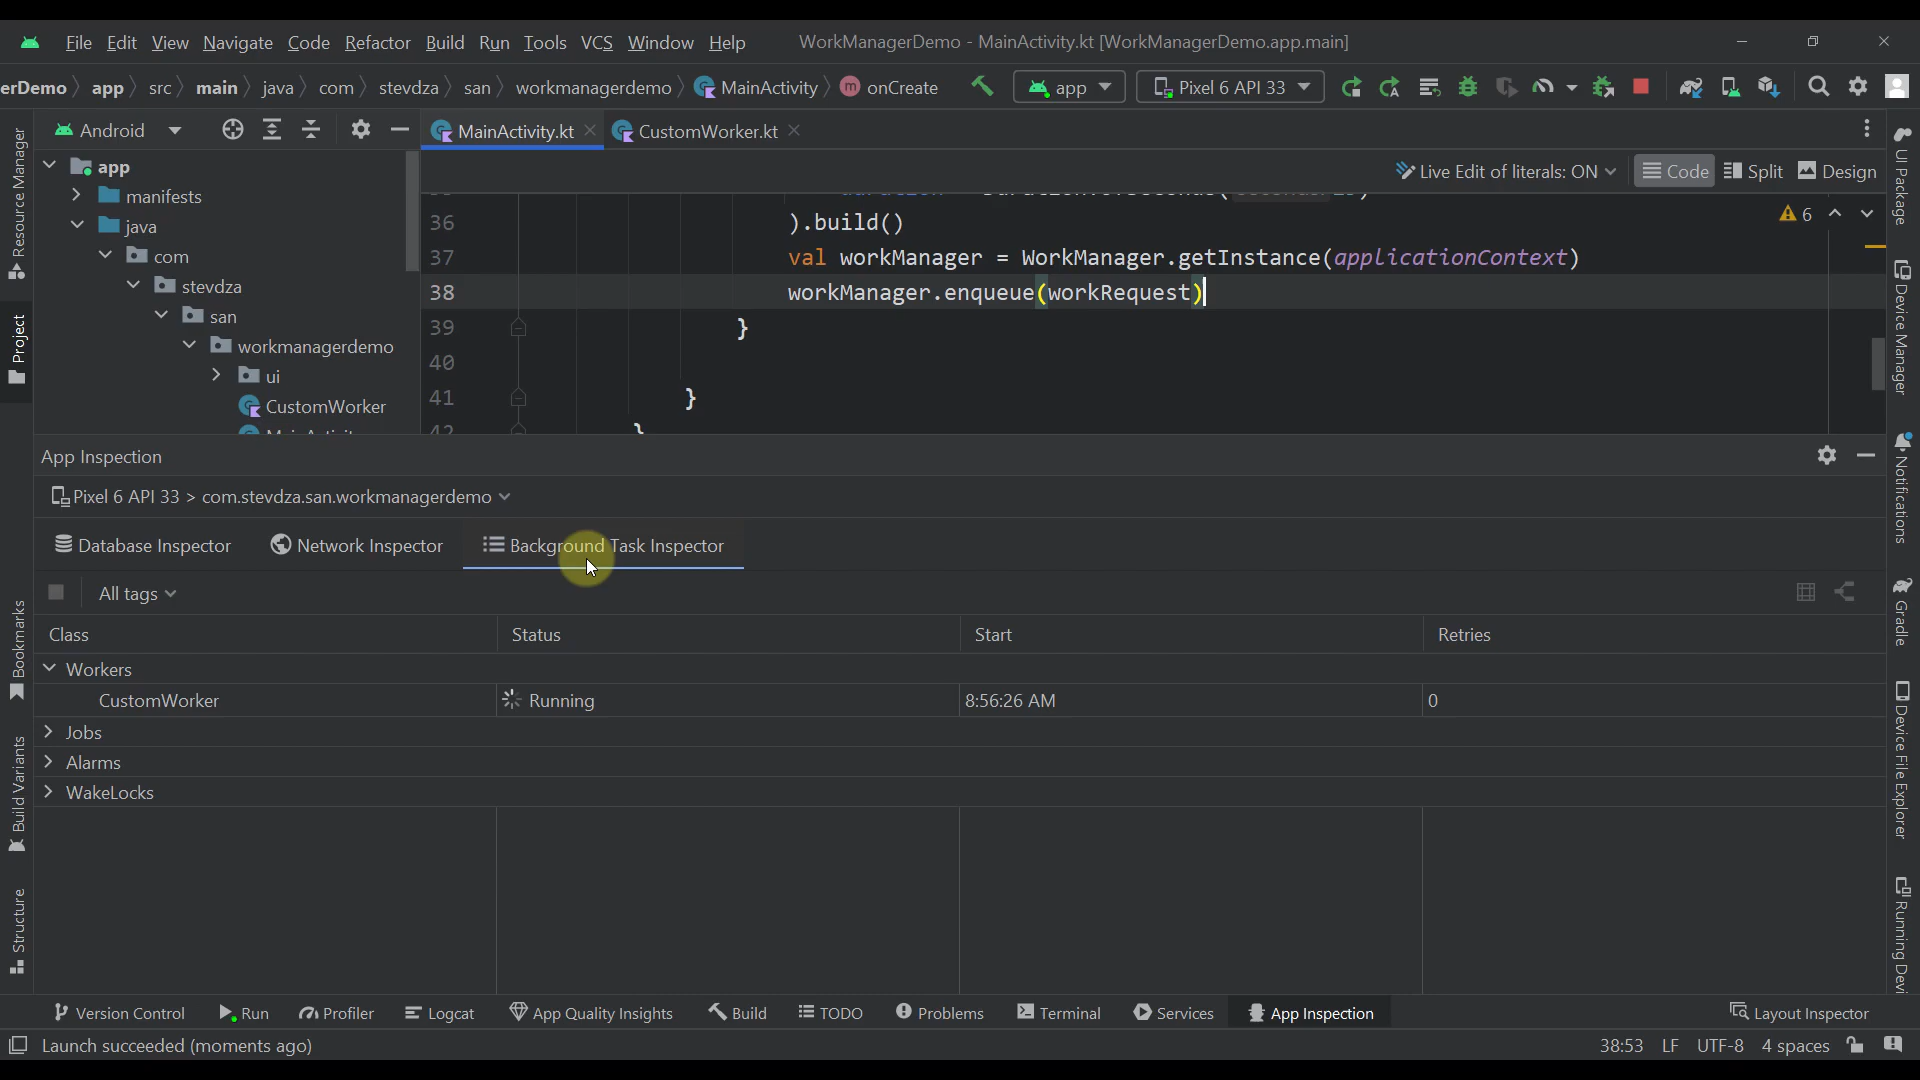 File Edit View Navigate Code Refactor Build Run Tools VCS Window Help WorkManagerDemo - MainActivity.kt [WorkManagerDemo.app.main]
erDemo app src main java com stevdza san workmanagerdemo MainActivity onCreate app Pixel 6 API 33
Android MainActivity.kt CustomWorker.kt
Live Edit of literals: ON Code Split Design
app
manifests
java
com
stevdza
san
workmanagerdemo
ui
CustomWorker
36 ).build()
37 val workManager = WorkManager.getInstance(applicationContext)
38 workManager.enqueue(workRequest)
39 }
40
41 }
42 }
6
App Inspection
Pixel 6 API 33 > com.stevdza.san.workmanagerdemo
Database Inspector Network Inspector Background Task Inspector
All tags
Class Status Start Retries
Workers
CustomWorker Running 8:56:26 AM 0
Jobs
Alarms
WakeLocks
Version Control Run Profiler Logcat App Quality Insights Build TODO Problems Terminal Services App Inspection Layout Inspector
Launch succeeded (moments ago) 38:53 LF UTF-8 4 spaces
Resource Manager
Project
Bookmarks
Build Variants
Structure
UI Package
Device Manager
Notifications
Gradle
Device File Explorer
Running Devi